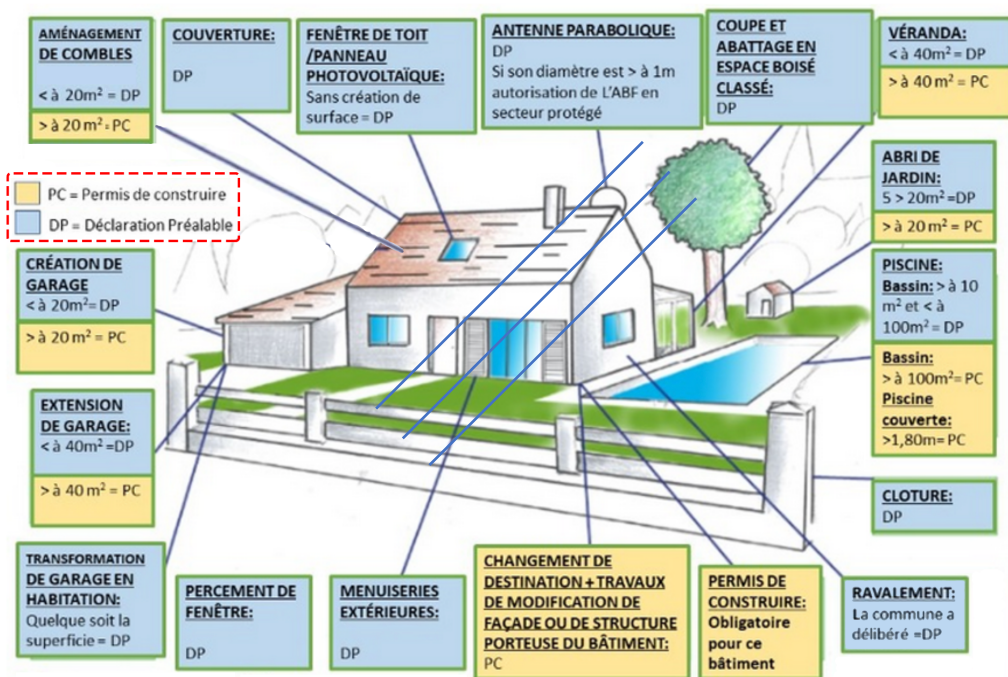 AMÉNAGEMENT
DE COMBLES
< à 20m² = DP
> à 20 m² = PC
COUVERTURE:
DP
FENÊTRE DE TOIT
/PANNEAU
PHOTOVOLTAÏQUE:
Sans création de
surface = DP
ANTENNE PARABOLIQUE:
DP
Si son diamètre est > à 1m
autorisation de L'ABF en
secteur protégé
COUPE ET
ABATTAGE EN
ESPACE BOISÉ
CLASSÉ:
DP
VÉRANDA:
< à 40m² = DP
> à 40 m² = PC
PC = Permis de construire
DP = Déclaration Préalable
ABRI DE
JARDIN:
5 > 20m² =DP
> à 20m² = PC
CRÉATION DE
GARAGE
< à 20m²= DP
> à 20m² = PC
PISCINE:
Bassin: > à 10
m² et < à
100m² = DP
Bassin:
> à 100m²= PC
Piscine
couverte:
>1,80m= PC
EXTENSION
DE GARAGE:
< à 40m² =DP
> à 40 m² = PC
CLOTURE:
DP
TRANSFORMATION
DE GARAGE EN
HABITATION:
Quelque soit la
superficie = DP
PERCEMENT DE
FENÊTRE:
DP
MENUISERIES
EXTÉRIEURES:
DP
CHANGEMENT DE
DESTINATION + TRAVAUX
DE MODIFICATION DE
FAÇADE OU DE STRUCTURE
PORTEUSE DU BÂTIMENT:
PC
PERMIS DE
CONSTRUIRE:
Obligatoire
pour ce
bâtiment
RAVALEMENT:
La commune a
délibéré =DP